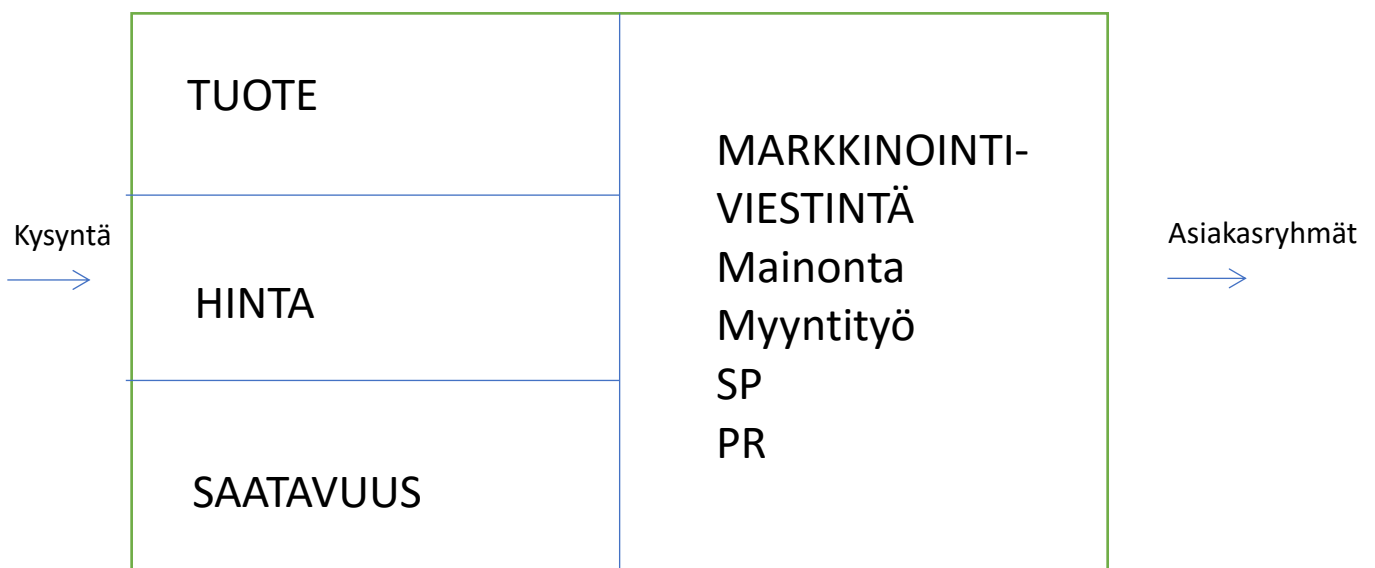 Kysyntä
TUOTE
HINTA
SAATAVUUS
MARKKINOINTI-
VIESTINTÄ
Mainonta
Myyntityö
SP
PR
Asiakasryhmät